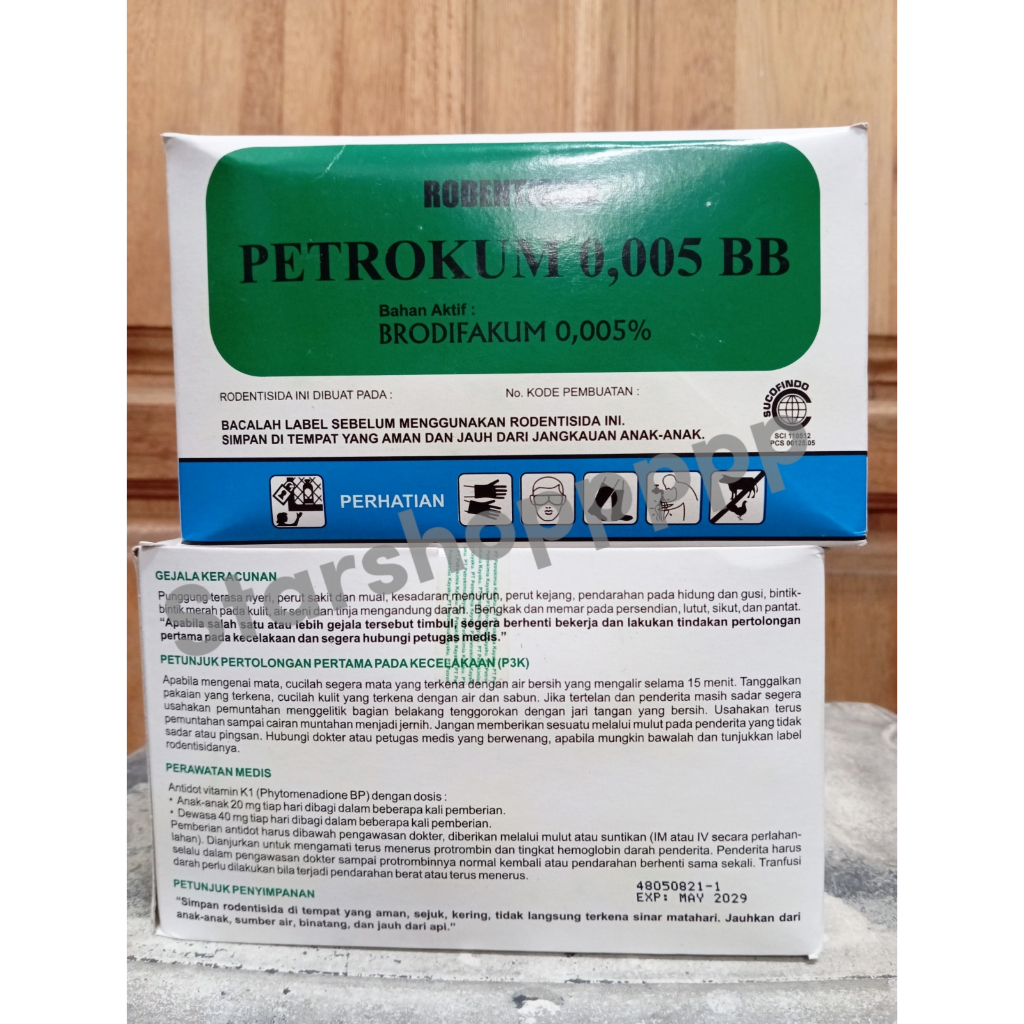 RODENTISIDA
PETROKUM 0,005 BB
Bahan Aktif :
BRODIFAKUM 0,005%
RODENTISIDA INI DIBUAT PADA :
No. KODE PEMBUATAN :
SUCOFINDO
SCI 110512
PCS 00128.05
BACALAH LABEL SEBELUM MENGGUNAKAN RODENTISIDA INI.
SIMPAN DI TEMPAT YANG AMAN DAN JAUH DARI JANGKAUAN ANAK-ANAK.
PERHATIAN
Starshopppp
GEJALA KERACUNAN
Punggung terasa nyeri, perut sakit dan mual, kesadaran menurun, perut kejang, pendarahan pada hidung dan gusi, bintik-
bintik merah pada kulit, air seni dan tinja mengandung darah. Bengkak dan memar pada persendian, lutut, sikut, dan pantat.
"Apabila salah satu atau lebih gejala tersebut timbul, segera berhenti bekerja dan lakukan tindakan pertolongan
pertama pada kecelakaan dan segera hubungi petugas medis."
PETUNJUK PERTOLONGAN PERTAMA PADA KECELAKAAN (P3K)
Apabila mengenai mata, cucilah segera mata yang terkena dengan air bersih yang mengalir selama 15 menit. Tanggalkan
pakaian yang terkena, cucilah kulit yang terkena dengan air dan sabun. Jika tertelan dan penderita masih sadar segera
usahakan pemuntahan menggelitik bagian belakang tenggorokan dengan jari tangan yang bersih. Usahakan terus
pemuntahan sampai cairan muntahan menjadi jernih. Jangan memberikan sesuatu melalui mulut pada penderita yang tidak
sadar atau pingsan. Hubungi dokter atau petugas medis yang berwenang, apabila mungkin bawalah dan tunjukkan label
rodentisidanya.
PERAWATAN MEDIS
Antidot vitamin K1 (Phytomenadione BP) dengan dosis :
• Anak-anak 20 mg tiap hari dibagi dalam beberapa kali pemberian.
• Dewasa 40 mg tiap hari dibagi dalam beberapa kali pemberian.
Pemberian antidot harus dibawah pengawasan dokter, diberikan melalui mulut atau suntikan (IM atau IV secara perlahan-
lahan). Dianjurkan untuk mengamati terus menerus protrombin dan tingkat hemoglobin darah penderita. Penderita harus
selalu dalam pengawasan dokter sampai protrombinnya normal kembali atau pendarahan berhenti sama sekali. Tranfusi
darah perlu dilakukan bila terjadi pendarahan berat atau terus menerus.
48050821-1
EXP: MAY 2029
PETUNJUK PENYIMPANAN
"Simpan rodentisida di tempat yang aman, sejuk, kering, tidak langsung terkena sinar matahari. Jauhkan dari
anak-anak, sumber air, binatang, dan jauh dari api."